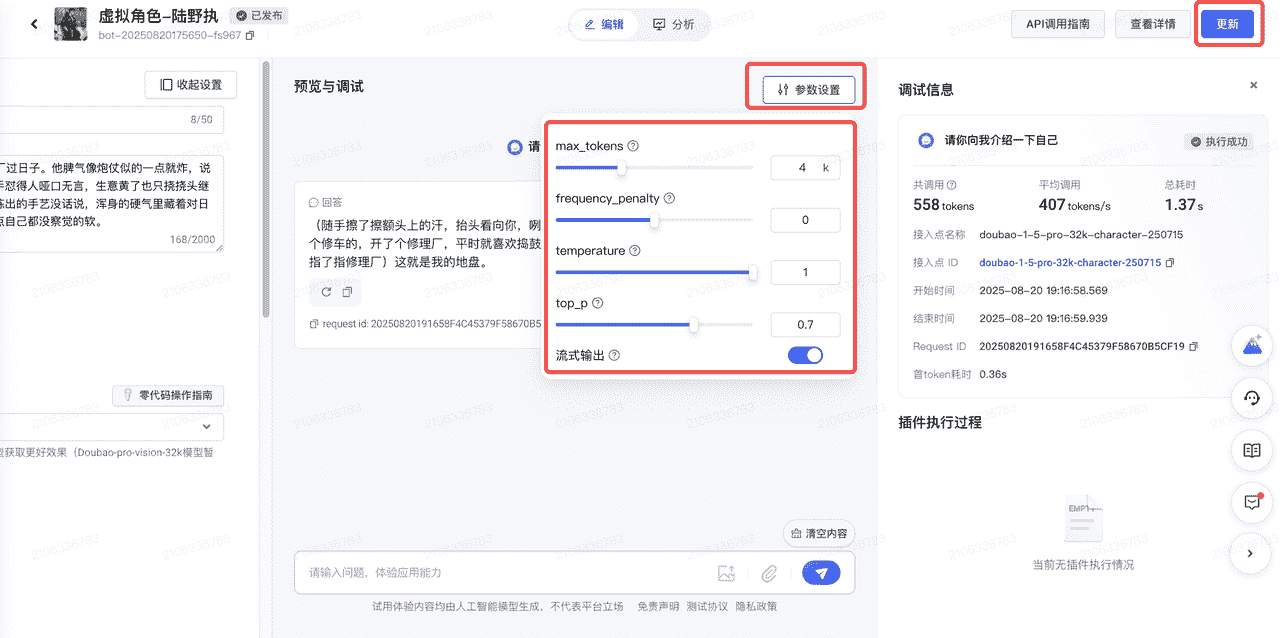 虚拟角色-陆野执
已发布
bot-20250820175650-fs967
编辑
分析
API调用指南
查看详情
更新
收起设置
8/50
厂过日子。他脾气像炮仗似的一点就炸，说
手怼得人哑口无言，生意黄了也只挠挠头继
练出的手艺没话说，浑身的硬气里藏着对日
点自己都没察觉的软。
168/2000
零代码操作指南
型获取更好效果（Doubao-pro-vision-32k模型暂
预览与调试
参数设置
请
回答
（随手擦了擦额头上的汗，抬头看向你，咧
个修车的，开了个修理厂，平时就喜欢捣鼓
指了指修理厂）这就是我的地盘。
request id: 20250820191658F4C45379F58670B5
max_tokens
4 k
frequency_penalty
0
temperature
1
top_p
0.7
流式输出
清空内容
请输入问题，体验应用能力
试用体验内容均由人工智能模型生成，不代表平台立场 免责声明 测试协议 隐私政策
调试信息
请你向我介绍一下自己
执行成功
共调用 平均调用 总耗时
558 tokens 407 tokens/s 1.37 s
接入点名称 doubao-1-5-pro-32k-character-250715
接入点 ID doubao-1-5-pro-32k-character-250715
开始时间 2025-08-20 19:16:58.569
结束时间 2025-08-20 19:16:59.939
Request ID 20250820191658F4C45379F58670B5CF19
首token耗时 0.36s
插件执行过程
EMPTY
当前无插件执行情况
2106336783